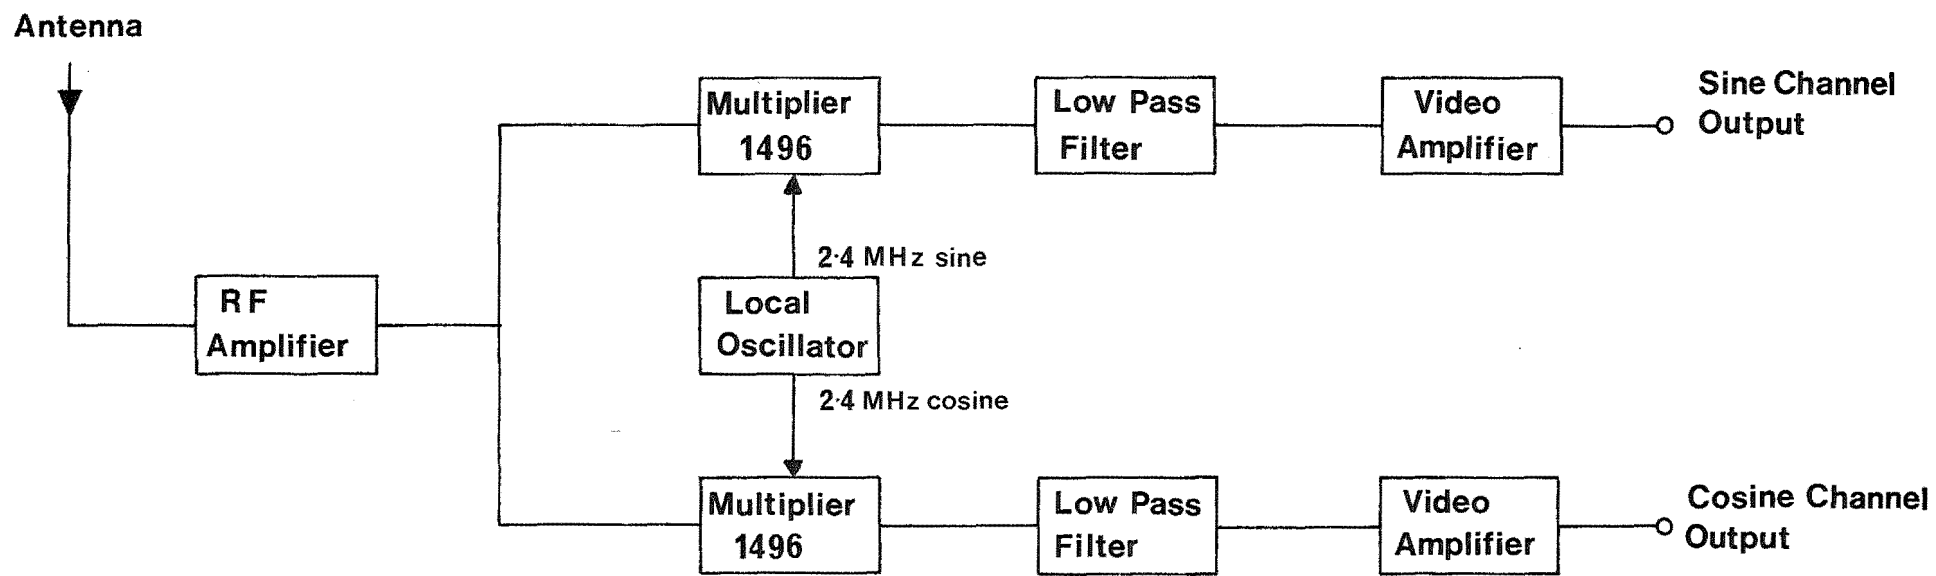 Antenna
RF
Amplifier
Multiplier
1496
Low Pass
Filter
Video
Amplifier
Sine Channel
Output
2·4 MHz sine
Local
Oscillator
2·4 MHz cosine
Multiplier
1496
Low Pass
Filter
Video
Amplifier
Cosine Channel
Output